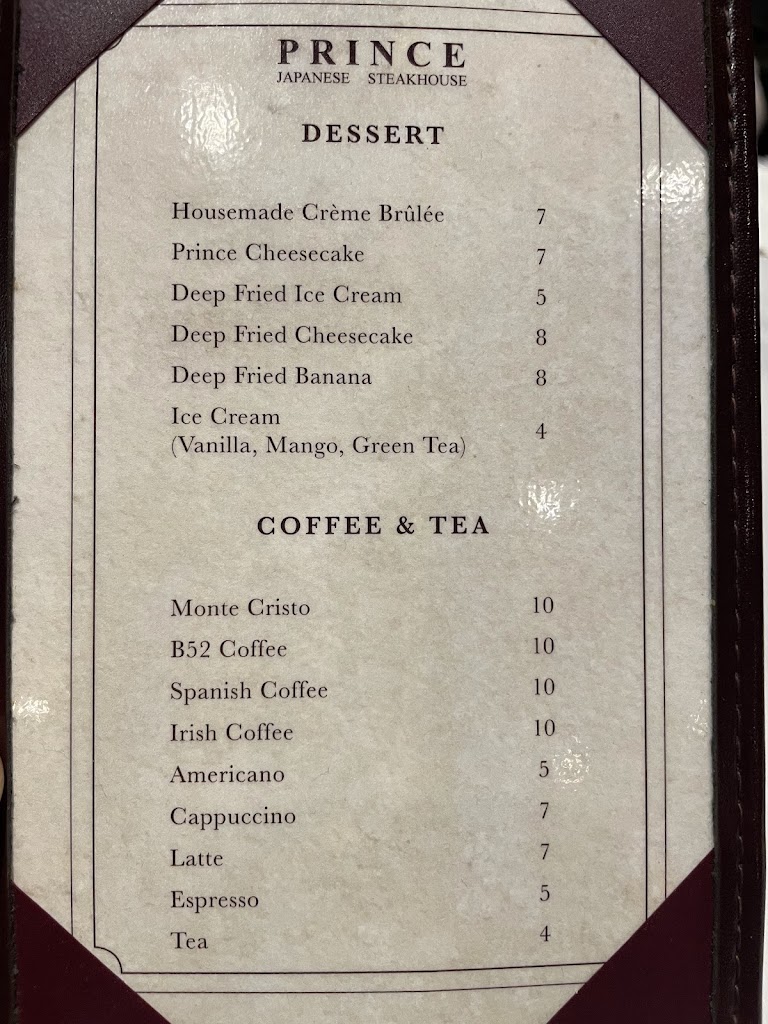 PRINCE
JAPANESE STEAKHOUSE
DESSERT
Housemade Crème Brûlée 7
Prince Cheesecake 7
Deep Fried Ice Cream 5
Deep Fried Cheesecake 8
Deep Fried Banana 8
Ice Cream
(Vanilla, Mango, Green Tea) 4
COFFEE & TEA
Monte Cristo 10
B52 Coffee 10
Spanish Coffee 10
Irish Coffee 10
Americano 5
Cappuccino 7
Latte 7
Espresso 5
Tea 4